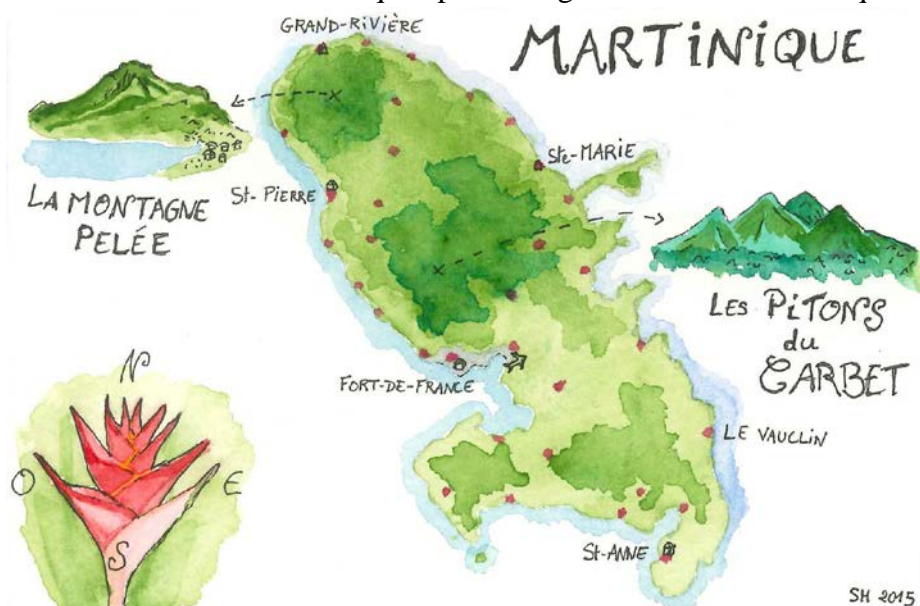 GRAND-RIVIÈRE
MARTINIQUE
Ste-MARIE
LA MONTAGNE
PELÉE
St-PIERRE
LES PITONS
du
CARBET
FORT-DE-FRANCE
LE VAUCLIN
N
O
E
S
St-ANNE
SH 2015